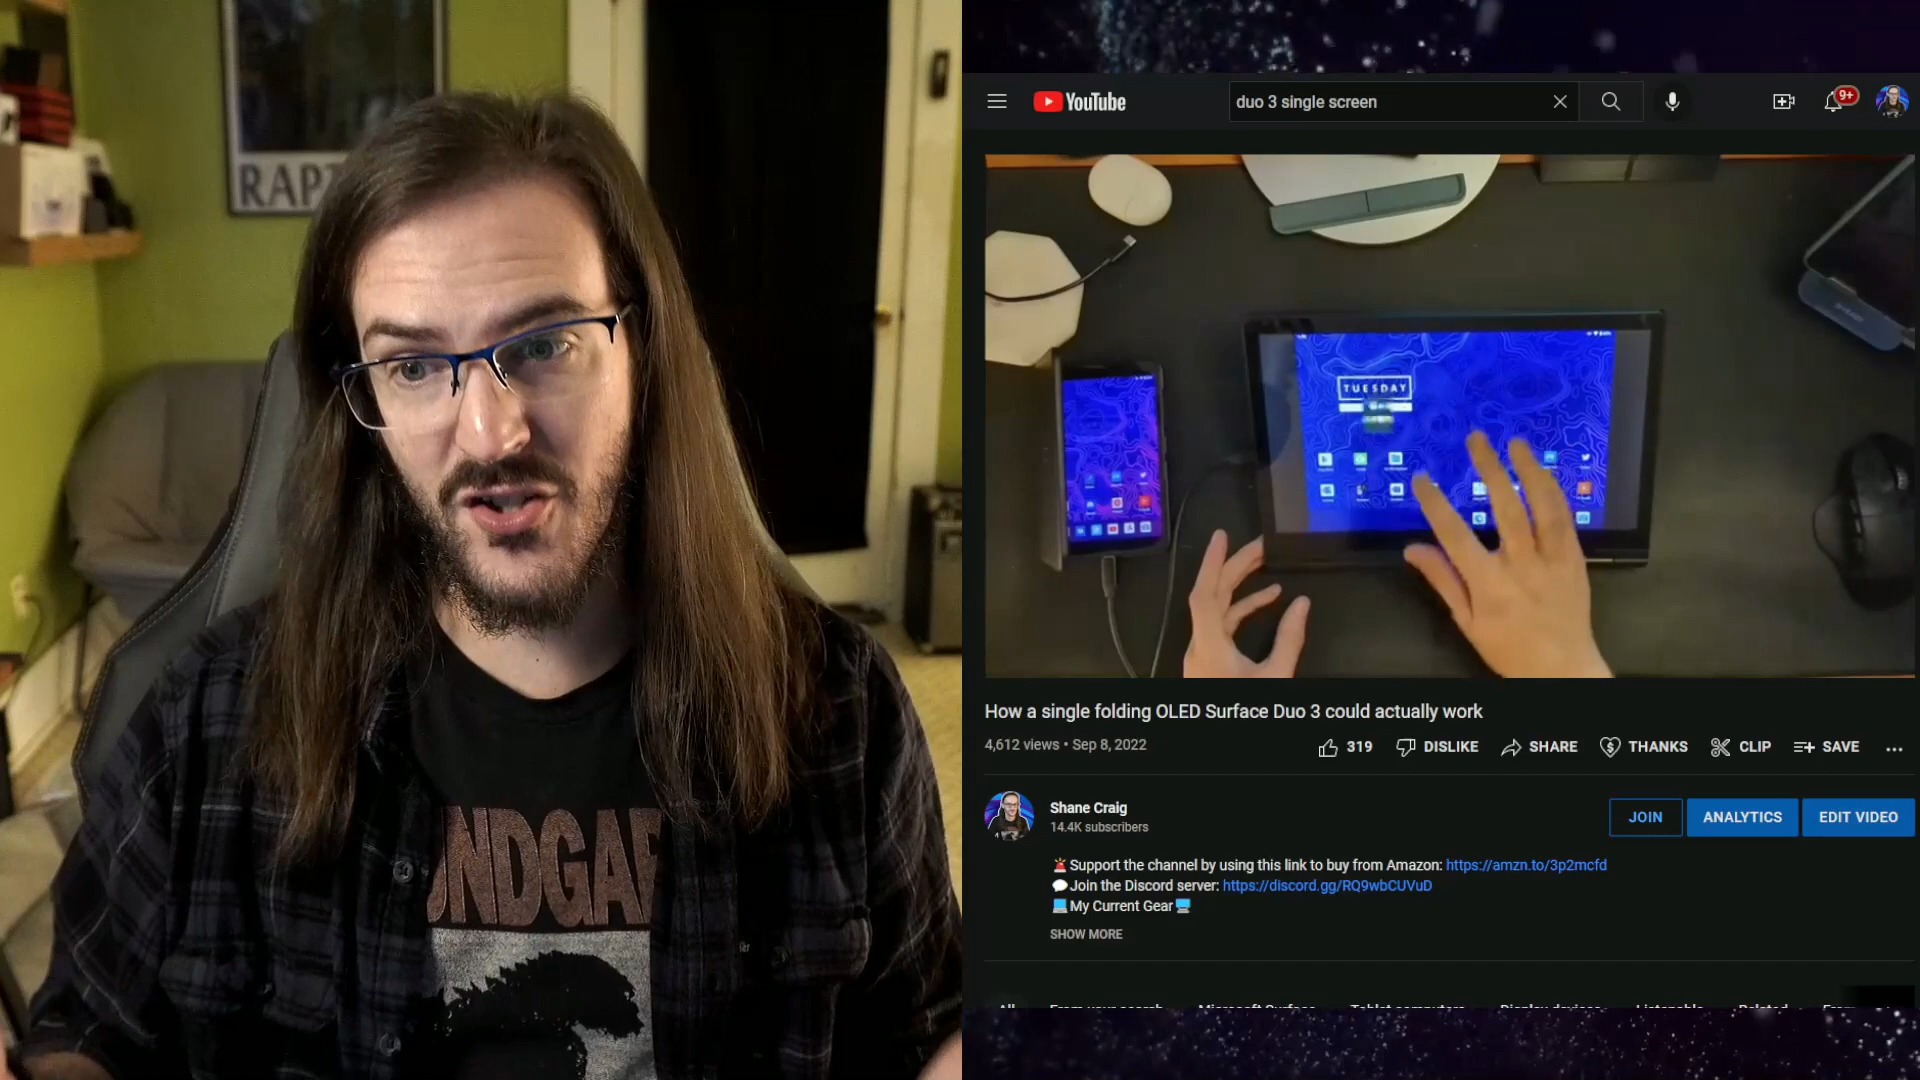 YouTube
duo 3 single screen
9+
TUESDAY
How a single folding OLED Surface Duo 3 could actually work
4,612 views • Sep 8, 2022
319
DISLIKE
SHARE
THANKS
CLIP
SAVE
...
Shane Craig
14.4K subscribers
JOIN
ANALYTICS
EDIT VIDEO
🚨Support the channel by using this link to buy from Amazon: https://amzn.to/3p2mcfd
💬Join the Discord server: https://discord.gg/RQ9wbCUVuD
💻My Current Gear🖥️
SHOW MORE
RAPT
NDGAR